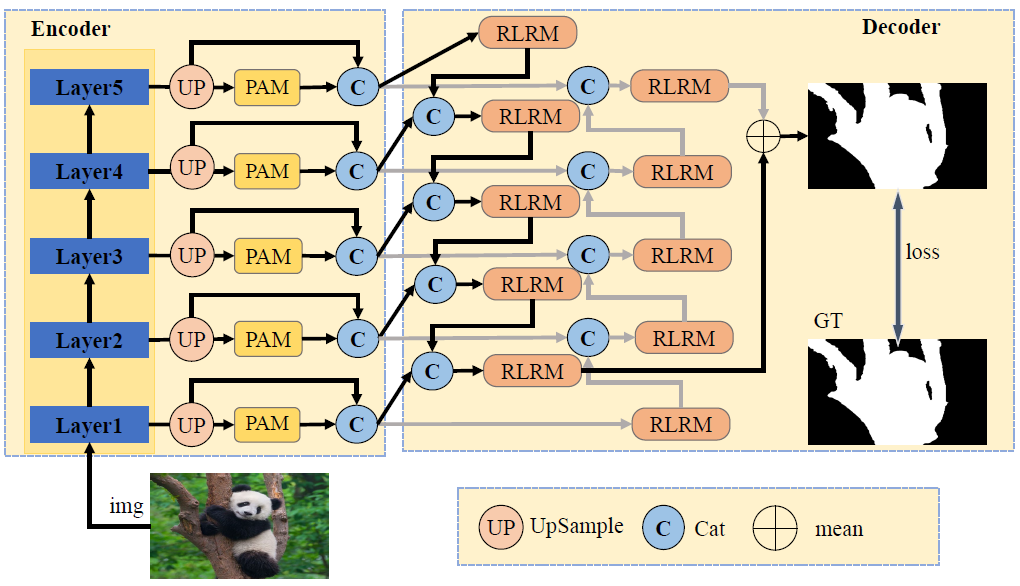 Encoder
Decoder
RLRM
Layer5
UP
PAM
C
C
RLRM
C
RLRM
Layer4
UP
PAM
C
C
RLRM
C
RLRM
Layer3
UP
PAM
C
C
RLRM
loss
C
RLRM
Layer2
UP
PAM
C
C
RLRM
GT
C
RLRM
Layer1
UP
PAM
C
RLRM
img
UP UpSample C Cat mean